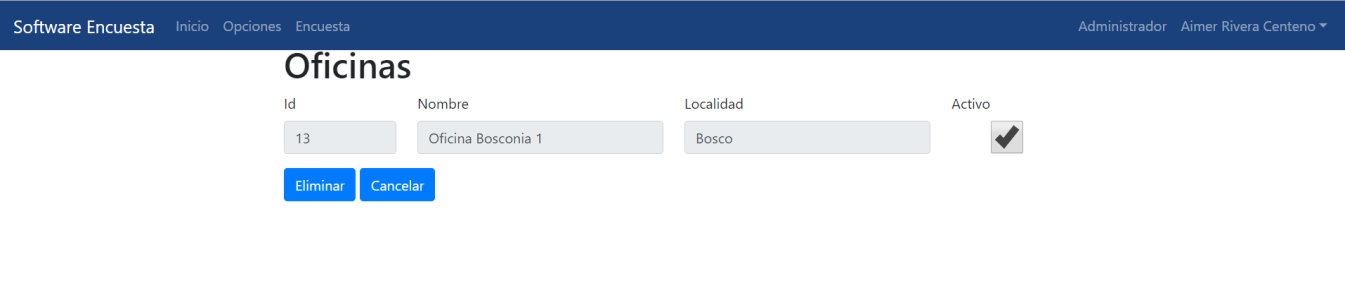 Software Encuesta Inicio Opciones Encuesta Administrador Aimer Rivera Centeno
Oficinas
Id Nombre Localidad Activo
13 Oficina Bosconia 1 Bosco
Eliminar Cancelar